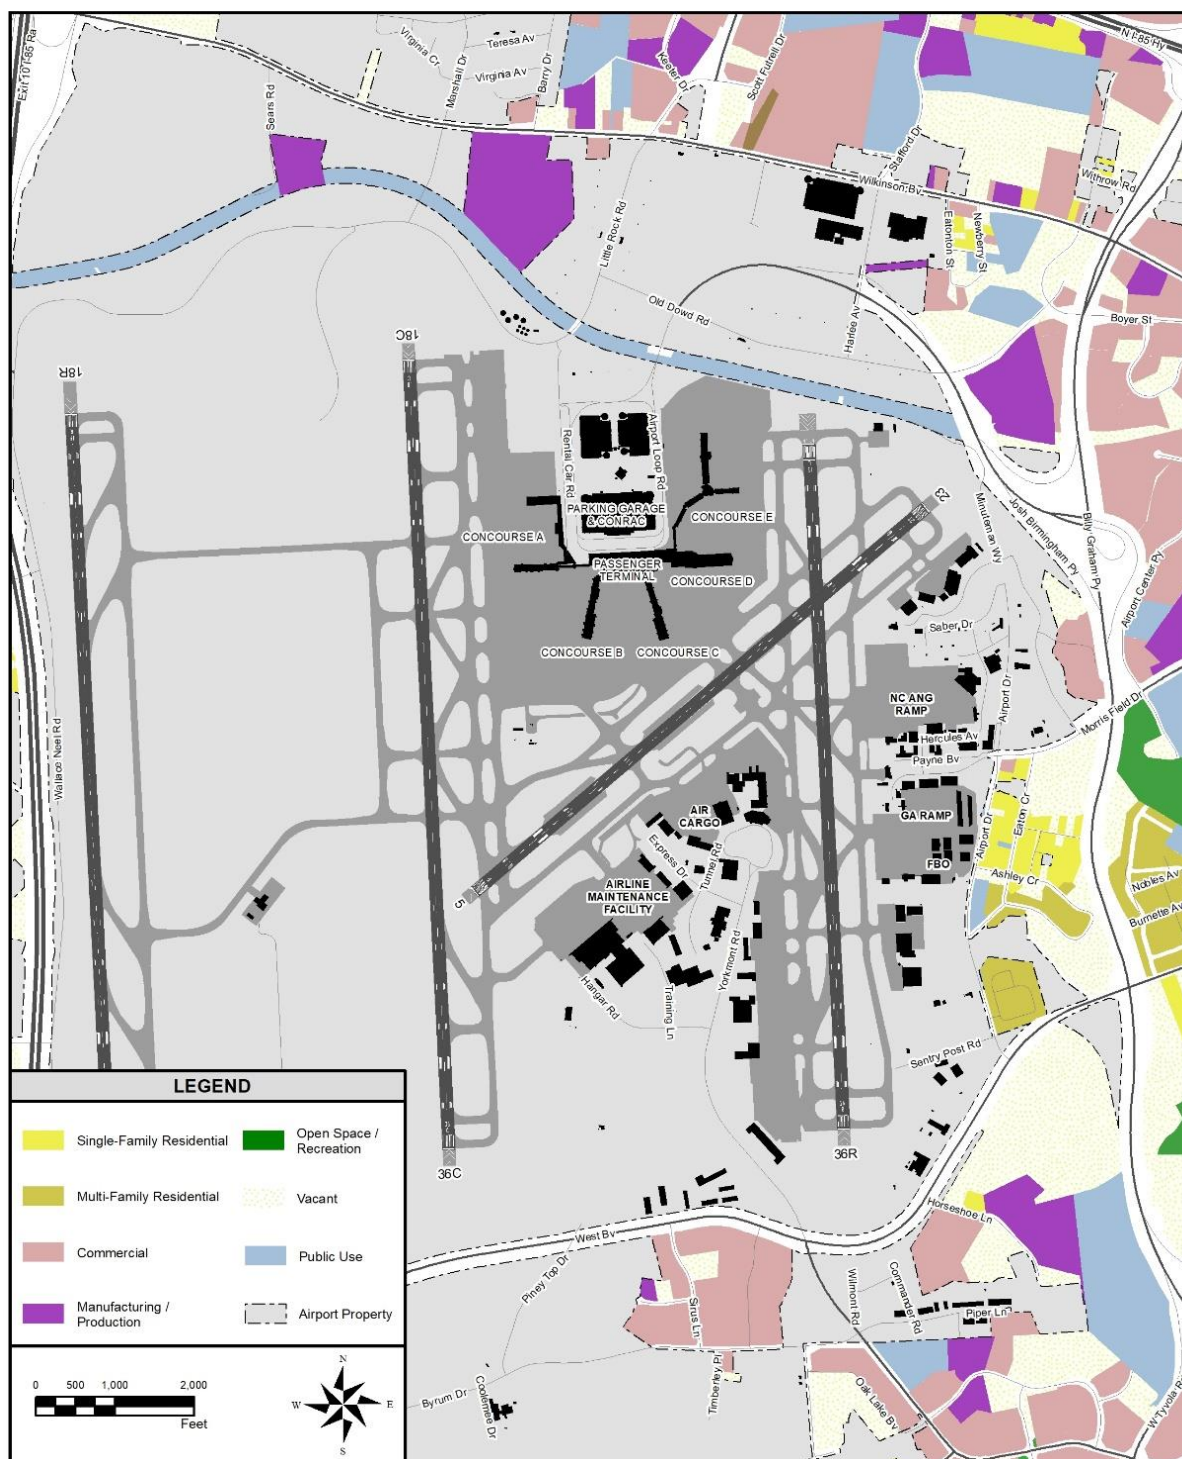 Exit 10 I-85 Ra
Sears Rd
Virginia Cr
Teresa Av
Virginia Av
Marshall Dr
Barry Dr
Keeter Dr
Scott Futrell Dr
N I-85 Hy
Stafford Dr
Wilkinson Bv
Withrow Rd
Little Rock Rd
Eatonton St
Newberry St
Old Dowd Rd
Harlee Av
Boyer St
18R
18C
Rental Car Rd
Airport Loop Rd
PARKING GARAGE
& CONRAC
CONCOURSE E
CONCOURSE A
PASSENGER
TERMINAL
CONCOURSE D
CONCOURSE B
CONCOURSE C
23
Minuteman Wy
Josh Birmingham Py
Billy Graham Py
Airport Center Py
Saber Dr
Airport Dr
NC ANG
RAMP
Morris Field Dr
Hercules Av
Payne Bv
Wallace Neel Rd
AIR
CARGO
GA RAMP
FBO
Airport Dr
Eaton Cr
Ashley Cr
Nobles Av
Burnette Av
Express Dr
Tunnel Rd
5
AIRLINE
MAINTENANCE
FACILITY
Yorkmont Rd
Hangar Rd
Training Ln
Sentry Post Rd
36C
36R
Horseshoe Ln
West Bv
Piney Top Dr
Sirus Ln
Wilmont Rd
Commander Rd
Piper Ln
Timberley Pl
Oak Lake Bv
Byrum Dr
Coolemee Dr
LEGEND
Single-Family Residential
Open Space /
Recreation
Multi-Family Residential
Vacant
Commercial
Public Use
Manufacturing /
Production
Airport Property
0 500 1,000 2,000
Feet
N
W E
S